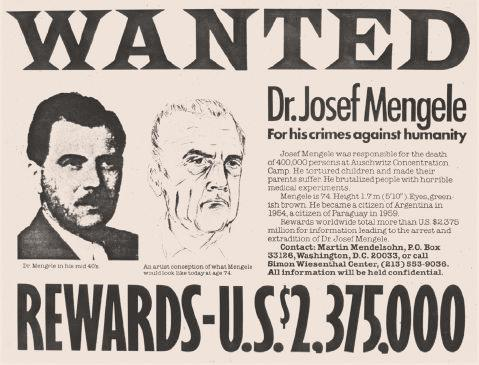 WANTED
Dr. Josef Mengele
For his crimes against humanity
Josef Mengele was responsible for the death
of 400,000 persons at Auschwitz Concentration
Camp. He tortured children and made their
parents suffer. He brutalized people with horrible
medical experiments.
Mengele is 74. Height 1.7 m (5'10") Eyes, green-
ish brown. He became a citizen of Argentina in
1954, a citizen of Paraguay in 1959.
Rewards worldwide total more than U.S. $2.375
million for information leading to the arrest and
extradition of Dr. Josef Mengele.
Contact: Martin Mendelsohn, P.O. Box
33126, Washington, D.C. 20033, or call
Simon Wiesenthal Center, (213) 553-9036.
All information will be held confidential.
Dr. Mengele in his mid 40's.
An artist conception of what Mengele
would look like today at age 74.
REWARDS-U.S.$2,375,000